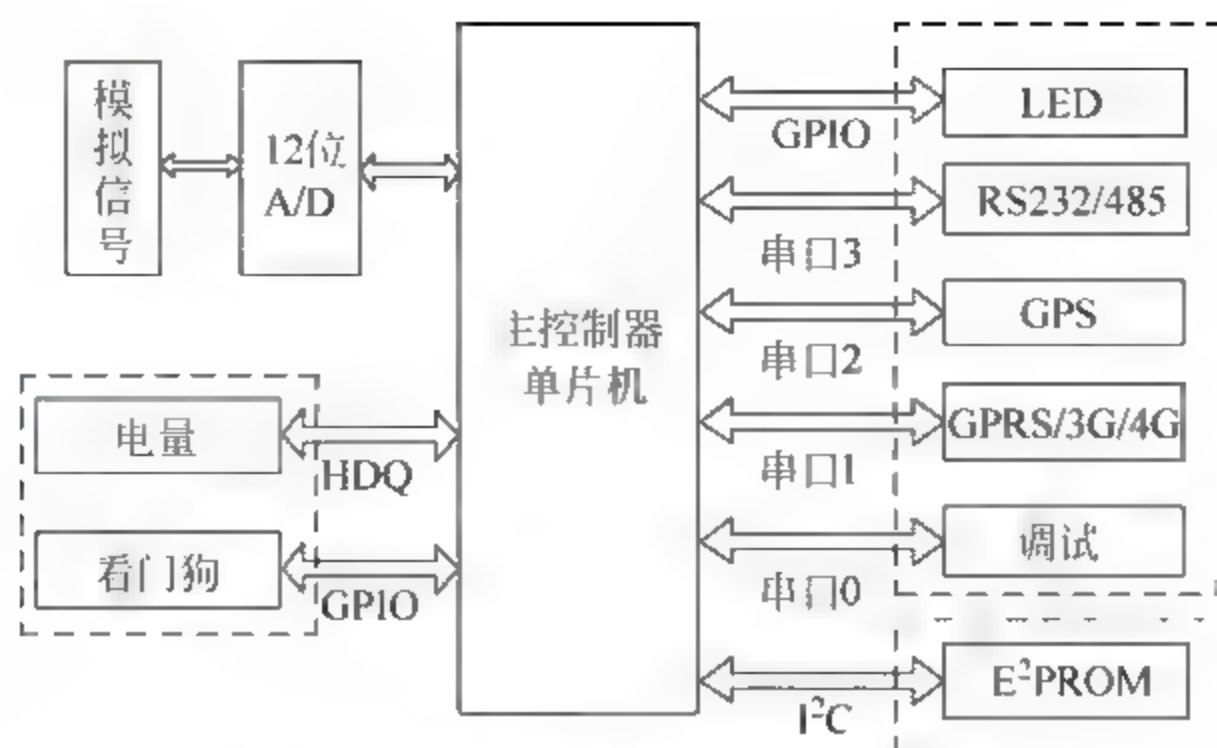 模
拟
信
号
12位
A/D
电量
HDQ
看门狗
GPIO
主控制器
单片机
GPIO
LED
RS232/485
串口3
GPS
串口2
GPRS/3G/4G
串口1
调试
串口0
E²PROM
I²C